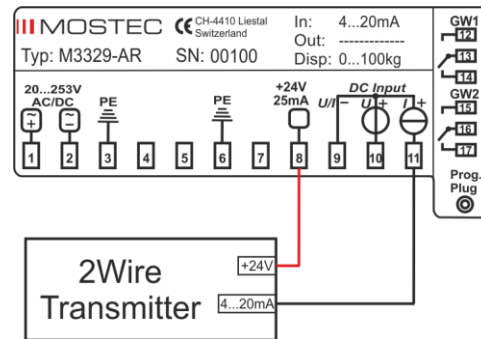 MOSTEC
CE CH-4410 Liestal
Switzerland
Typ: M3329-AR
SN: 00100
In: 4...20mA
Out: -------------
Disp: 0...100kg
GW1
12
13
14
GW2
15
16
17
Prog.
Plug
20...253V
AC/DC
PE
PE
+24V
25mA
DC Input
U/I −
U +
I +
~
+
~
−
1
2
3
4
5
6
7
8
9
10
11
2Wire
Transmitter
+24V
4...20mA